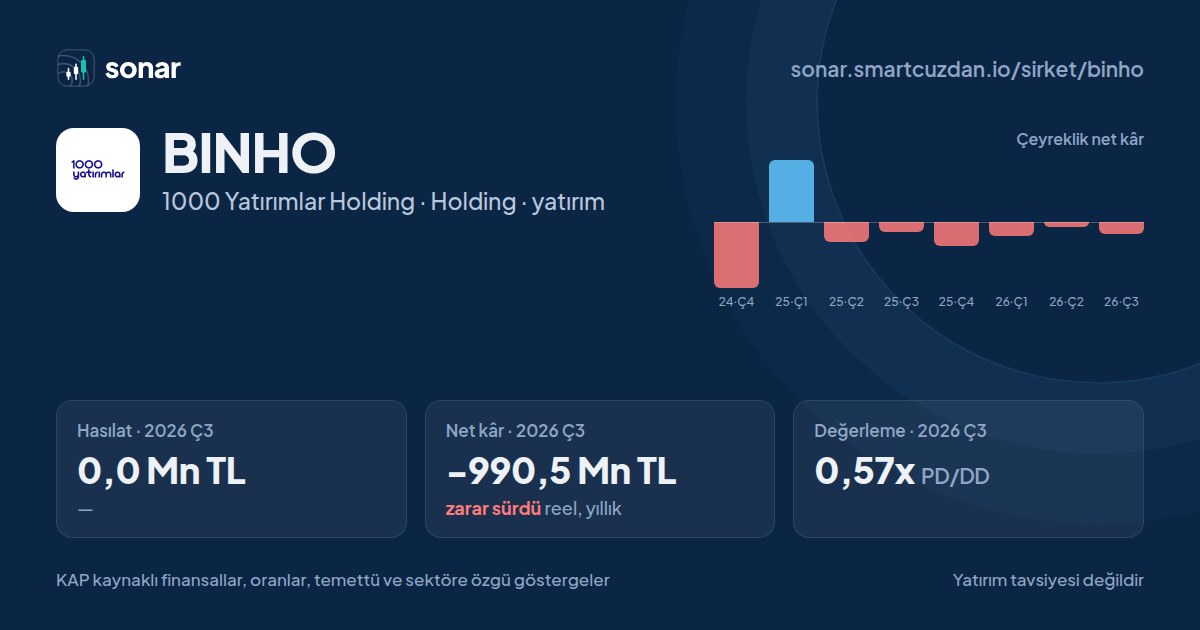 sonar
sonar.smartcuzdan.io/sirket/binho
1000
yatırımlar
BINHO
1000 Yatırımlar Holding · Holding · yatırım
Çeyreklik net kâr
24·Ç4 25·Ç1 25·Ç2 25·Ç3 25·Ç4 26·Ç1 26·Ç2 26·Ç3
Hasılat · 2026 Ç3
0,0 Mn TL
—
Net kâr · 2026 Ç3
−990,5 Mn TL
zarar sürdü reel, yıllık
Değerleme · 2026 Ç3
0,57x PD/DD
KAP kaynaklı finansallar, oranlar, temettü ve sektöre özgü göstergeler
Yatırım tavsiyesi değildir